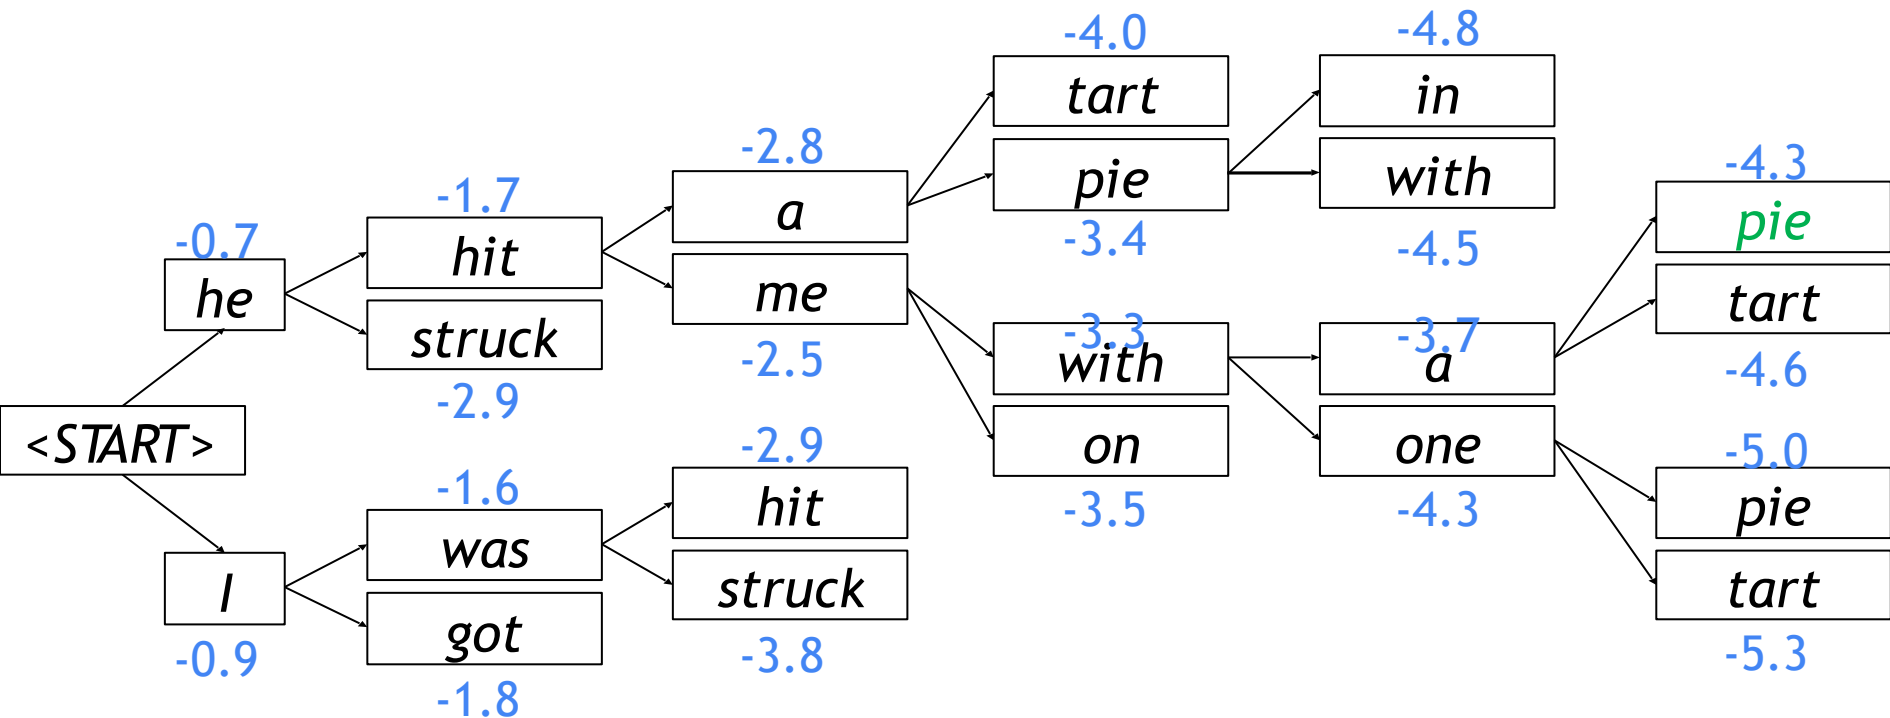 <START>
-0.7
he
I
-0.9
-1.7
hit
struck
-2.9
-1.6
was
got
-1.8
-2.8
a
me
-2.5
-2.9
hit
struck
-3.8
-4.0
tart
pie
-3.4
-3.3
with
on
-3.5
-4.8
in
with
-4.5
-3.7
a
one
-4.3
-4.3
pie
tart
-4.6
-5.0
pie
tart
-5.3